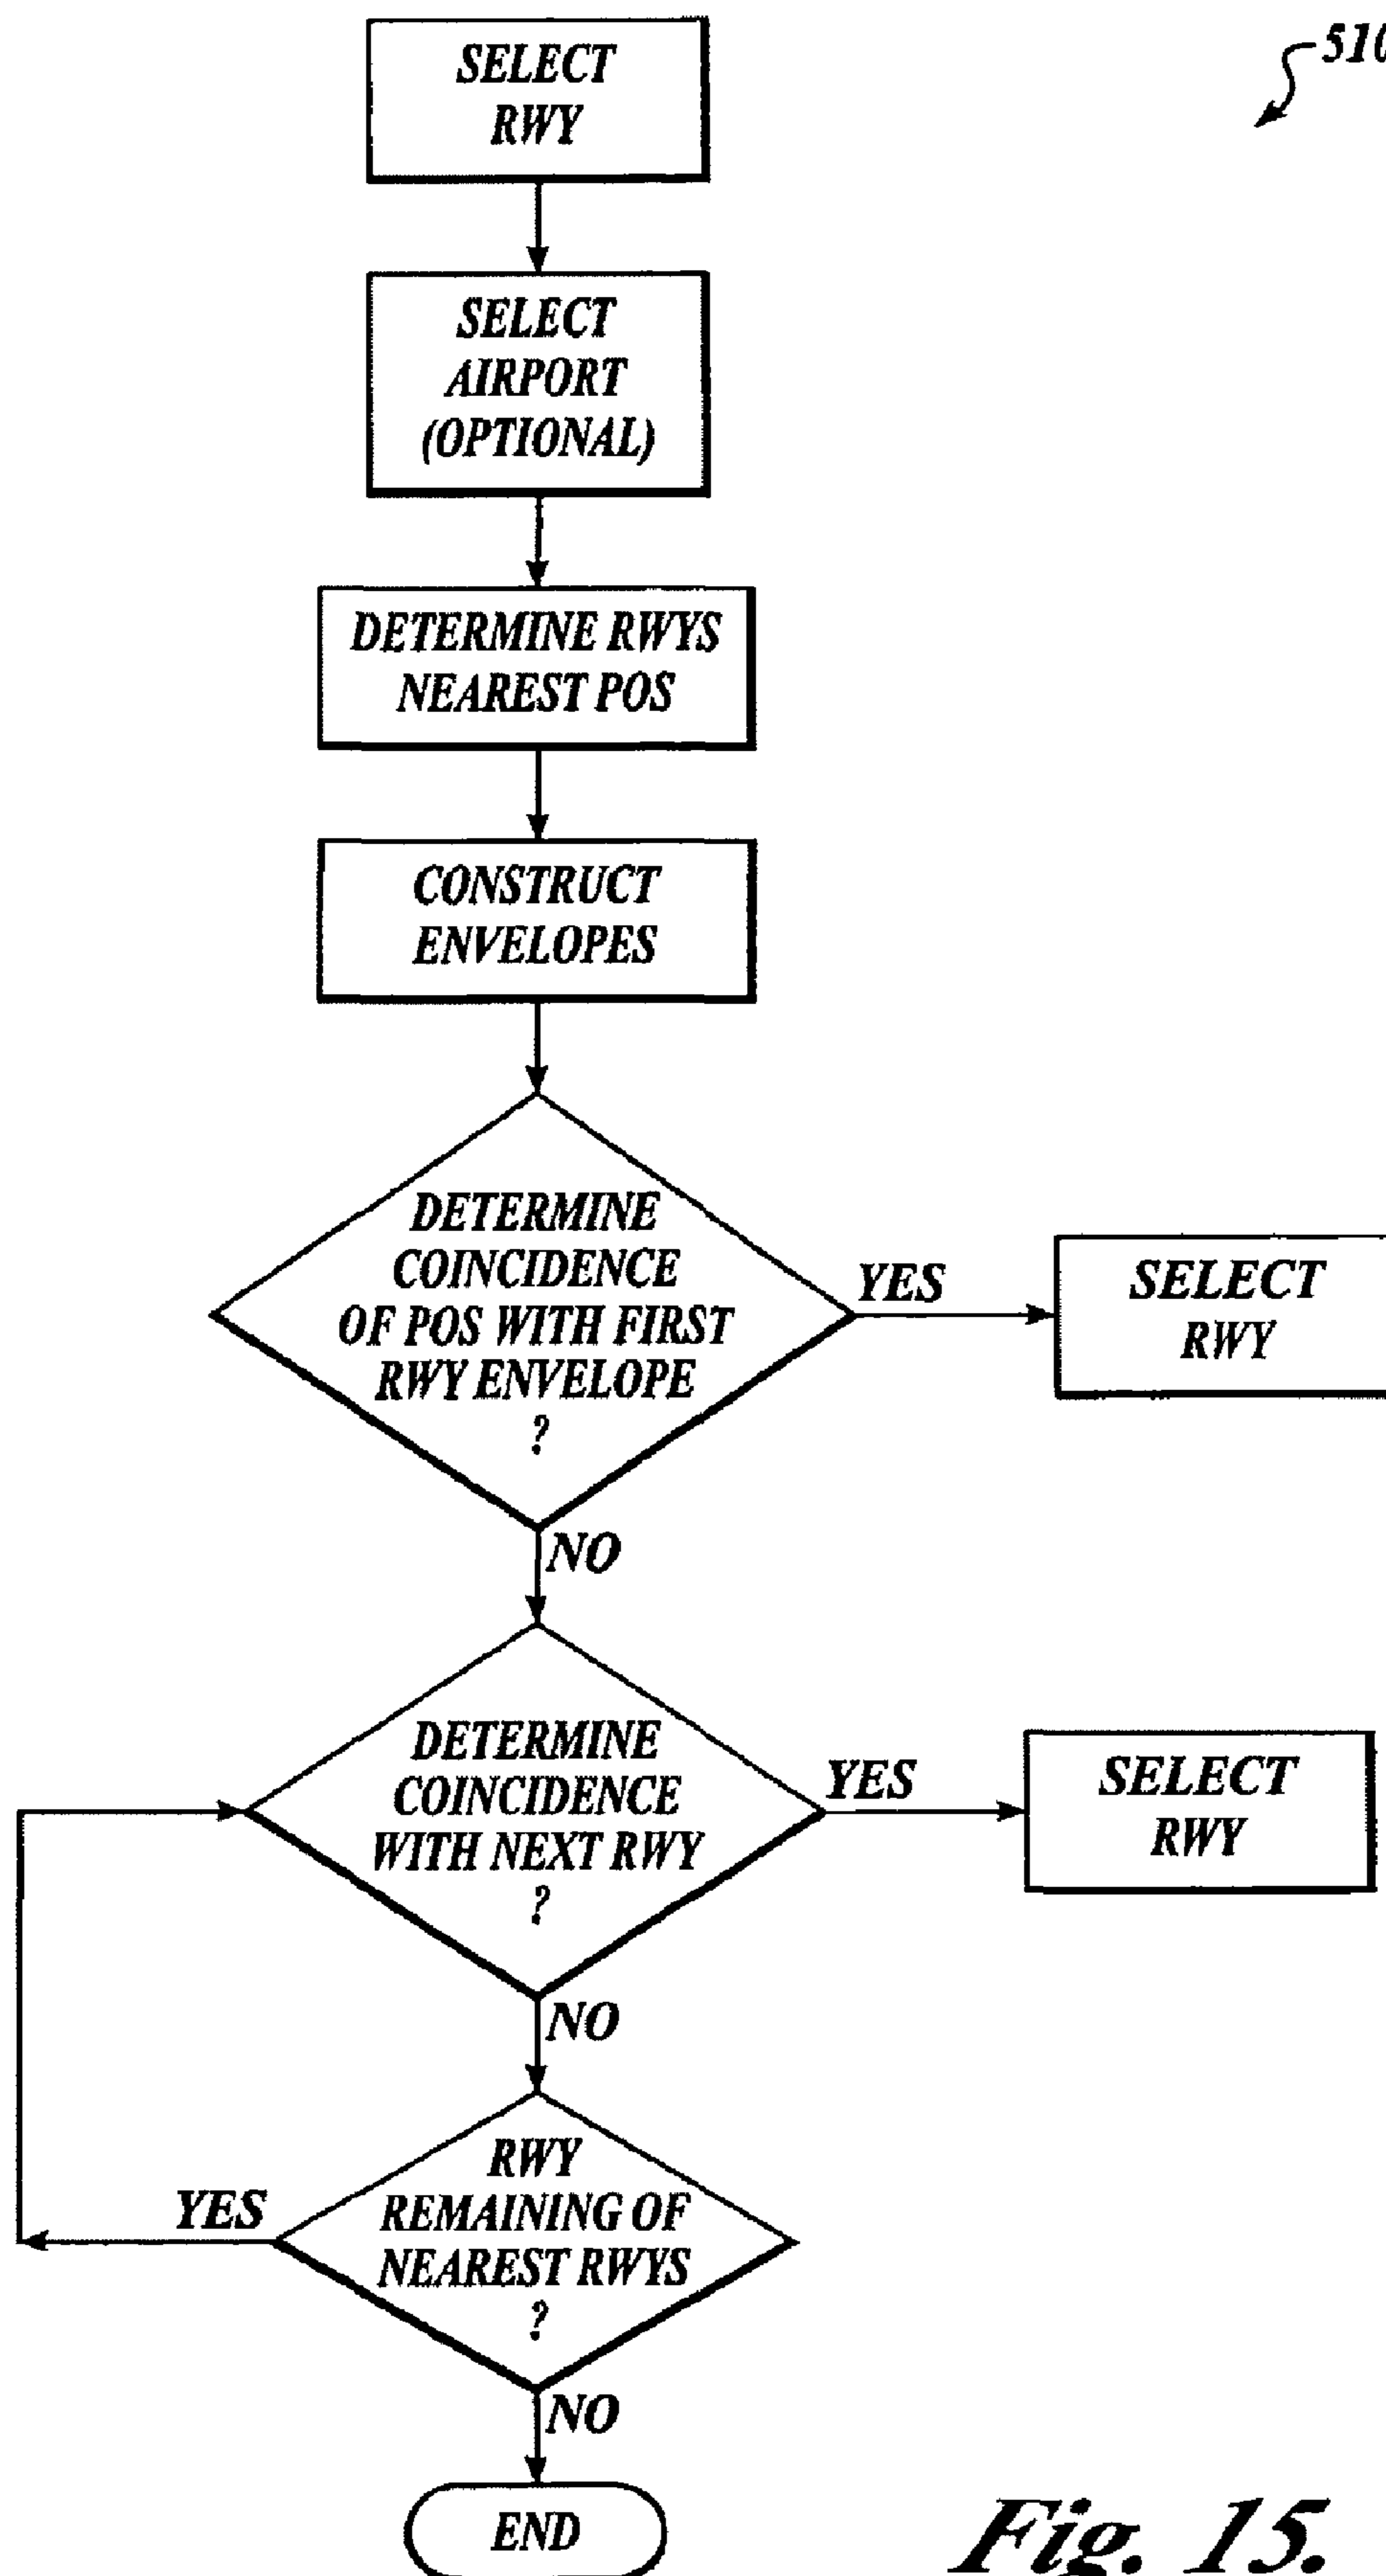 510
SELECT
RWY
SELECT
AIRPORT
(OPTIONAL)
DETERMINE RWYS
NEAREST POS
CONSTRUCT
ENVELOPES
DETERMINE
COINCIDENCE
OF POS WITH FIRST
RWY ENVELOPE
?
YES
SELECT
RWY
NO
DETERMINE
COINCIDENCE
WITH NEXT RWY
?
YES
SELECT
RWY
NO
RWY
REMAINING OF
NEAREST RWYS
?
YES
NO
END
Fig. 15.